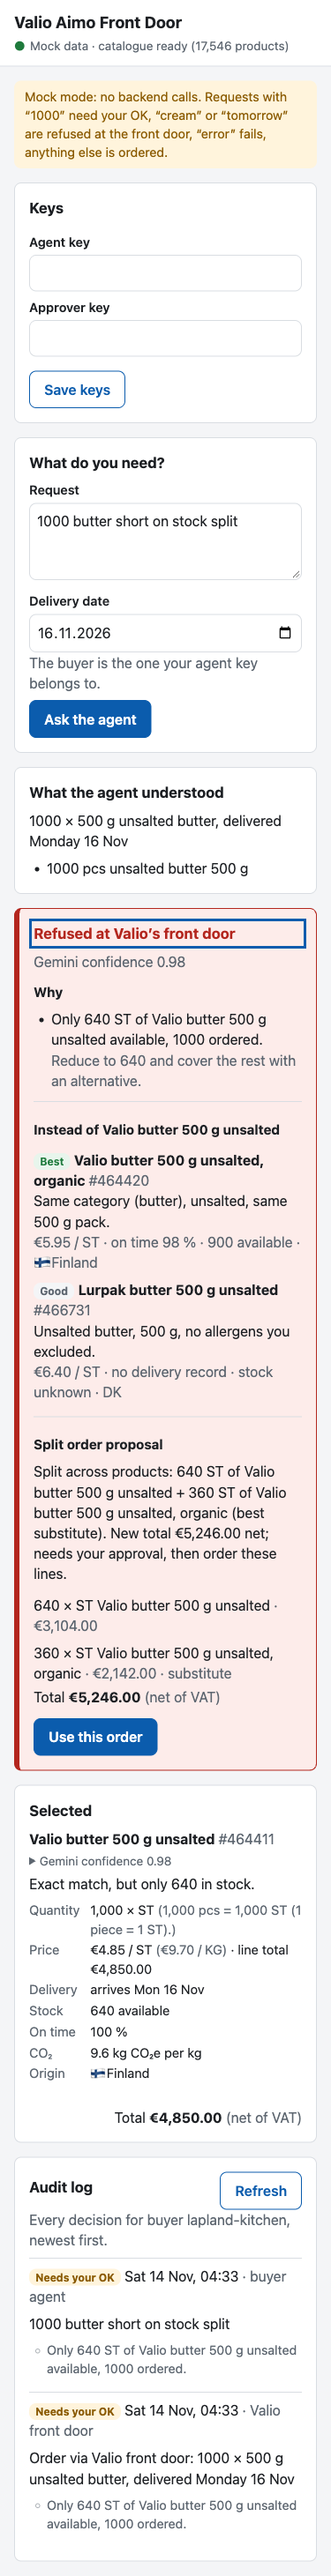 Valio Aimo Front Door
Mock data · catalogue ready (17,546 products)
Mock mode: no backend calls. Requests with
“1000” need your OK, “cream” or “tomorrow”
are refused at the front door, “error” fails,
anything else is ordered.
Keys
Agent key
Approver key
Save keys
What do you need?
Request
1000 butter short on stock split
Delivery date
16.11.2026
The buyer is the one your agent key
belongs to.
Ask the agent
What the agent understood
1000 × 500 g unsalted butter, delivered
Monday 16 Nov
• 1000 pcs unsalted butter 500 g
Refused at Valio’s front door
Gemini confidence 0.98
Why
• Only 640 ST of Valio butter 500 g
unsalted available, 1000 ordered.
Reduce to 640 and cover the rest with
an alternative.
Instead of Valio butter 500 g unsalted
Best Valio butter 500 g unsalted,
organic #464420
Same category (butter), unsalted, same
500 g pack.
€5.95 / ST · on time 98 % · 900 available ·
🇫🇮Finland
Good Lurpak butter 500 g unsalted
#466731
Unsalted butter, 500 g, no allergens you
excluded.
€6.40 / ST · no delivery record · stock
unknown · DK
Split order proposal
Split across products: 640 ST of Valio
butter 500 g unsalted + 360 ST of Valio
butter 500 g unsalted, organic (best
substitute). New total €5,246.00 net;
needs your approval, then order these
lines.
640 × ST Valio butter 500 g unsalted ·
€3,104.00
360 × ST Valio butter 500 g unsalted,
organic · €2,142.00 · substitute
Total €5,246.00 (net of VAT)
Use this order
Selected
Valio butter 500 g unsalted #464411
▶ Gemini confidence 0.98
Exact match, but only 640 in stock.
Quantity 1,000 × ST (1,000 pcs = 1,000 ST (1
piece = 1 ST).)
Price €4.85 / ST (€9.70 / KG) · line total
€4,850.00
Delivery arrives Mon 16 Nov
Stock 640 available
On time 100 %
CO₂ 9.6 kg CO₂e per kg
Origin 🇫🇮Finland
Total €4,850.00 (net of VAT)
Audit log
Refresh
Every decision for buyer lapland-kitchen,
newest first.
Needs your OK Sat 14 Nov, 04:33 · buyer
agent
1000 butter short on stock split
○ Only 640 ST of Valio butter 500 g unsalted
available, 1000 ordered.
Needs your OK Sat 14 Nov, 04:33 · Valio
front door
Order via Valio front door: 1000 × 500 g
unsalted butter, delivered Monday 16 Nov
○ Only 640 ST of Valio butter 500 g unsalted
available, 1000 ordered.